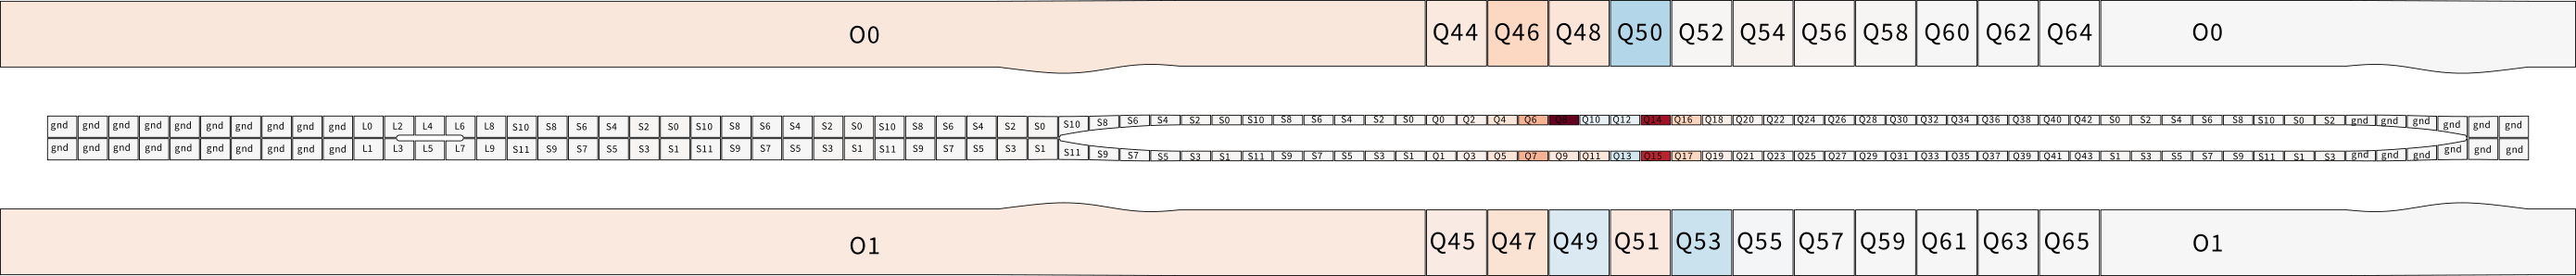 O0 Q44 Q46 Q48 Q50 Q52 Q54 Q56 Q58 Q60 Q62 Q64 O0
gnd gnd gnd gnd gnd gnd gnd gnd gnd gnd L0 L2 L4 L6 L8 S10 S8 S6 S4 S2 S0 S10 S8 S6 S4 S2 S0 S10 S8 S6 S4 S2 S0 S10 S8 S6 S4 S2 S0 S10 S8 S6 S4 S2 S0 Q0 Q2 Q4 Q6 Q8 Q10 Q12 Q14 Q16 Q18 Q20 Q22 Q24 Q26 Q28 Q30 Q32 Q34 Q36 Q38 Q40 Q42 S0 S2 S4 S6 S8 S10 S0 S2 gnd gnd gnd gnd gnd gnd
gnd gnd gnd gnd gnd gnd gnd gnd gnd gnd L1 L3 L5 L7 L9 S11 S9 S7 S5 S3 S1 S11 S9 S7 S5 S3 S1 S11 S9 S7 S5 S3 S1 S11 S9 S7 S5 S3 S1 S11 S9 S7 S5 S3 S1 Q1 Q3 Q5 Q7 Q9 Q11 Q13 Q15 Q17 Q19 Q21 Q23 Q25 Q27 Q29 Q31 Q33 Q35 Q37 Q39 Q41 Q43 S1 S3 S5 S7 S9 S11 S1 S3 gnd gnd gnd gnd gnd gnd
O1 Q45 Q47 Q49 Q51 Q53 Q55 Q57 Q59 Q61 Q63 Q65 O1